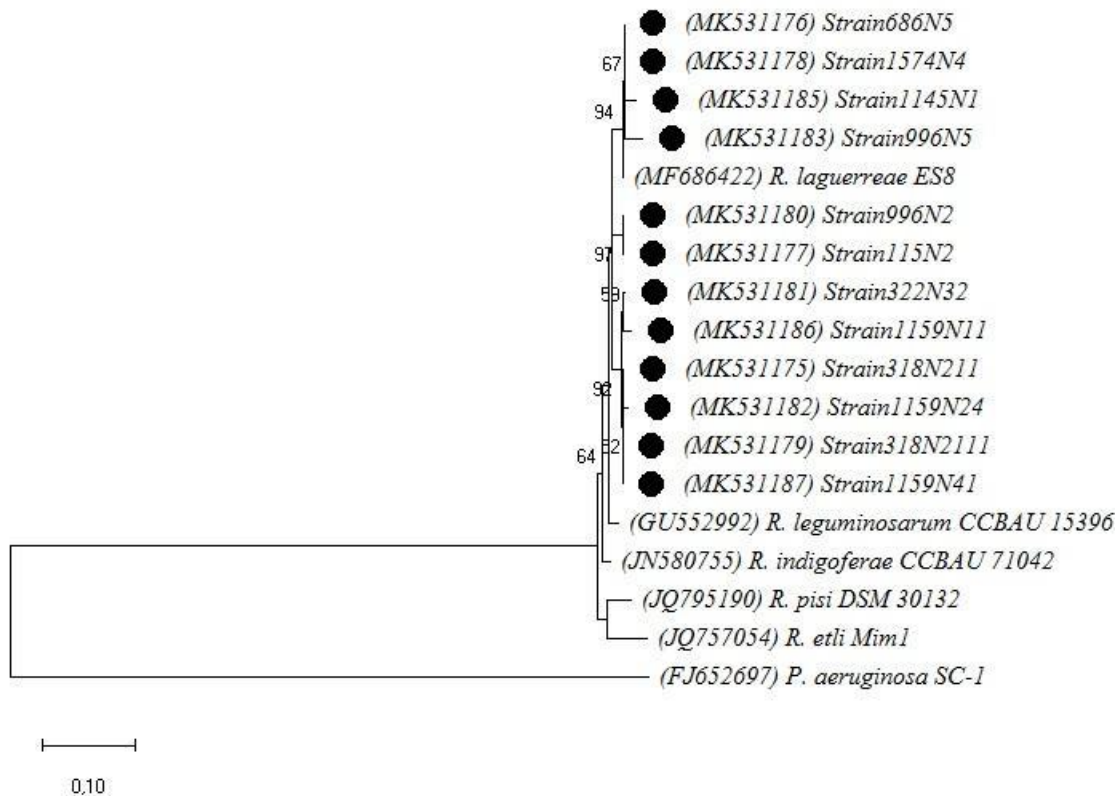 (MK531176) Strain686N5
67
(MK531178) Strain1574N4
(MK531185) Strain1145N1
94
(MK531183) Strain996N5
(MF686422) R. laguerreae ES8
(MK531180) Strain996N2
97
(MK531177) Strain115N2
59
(MK531181) Strain322N32
(MK531186) Strain1159N11
(MK531175) Strain318N211
(MK531182) Strain1159N24
(MK531179) Strain318N2111
64
(MK531187) Strain1159N41
(GU552992) R. leguminosarum CCBAU 15396
(JN580755) R. indigoferae CCBAU 71042
(JQ795190) R. pisi DSM 30132
(JQ757054) R. etli Mim1
(FJ652697) P. aeruginosa SC-1
0,10